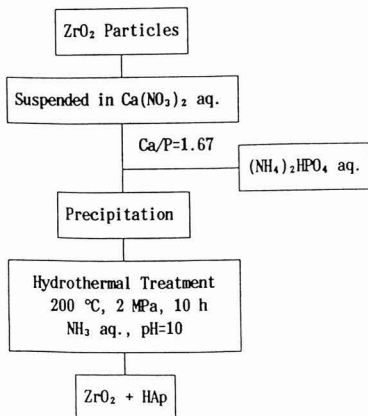 ZrO₂ Particles
Suspended in Ca(NO₃)₂ aq.
Ca/P=1.67
(NH₄)₂HPO₄ aq.
Precipitation
Hydrothermal Treatment
200 °C, 2 MPa, 10 h
NH₃ aq., pH=10
ZrO₂ + HAp